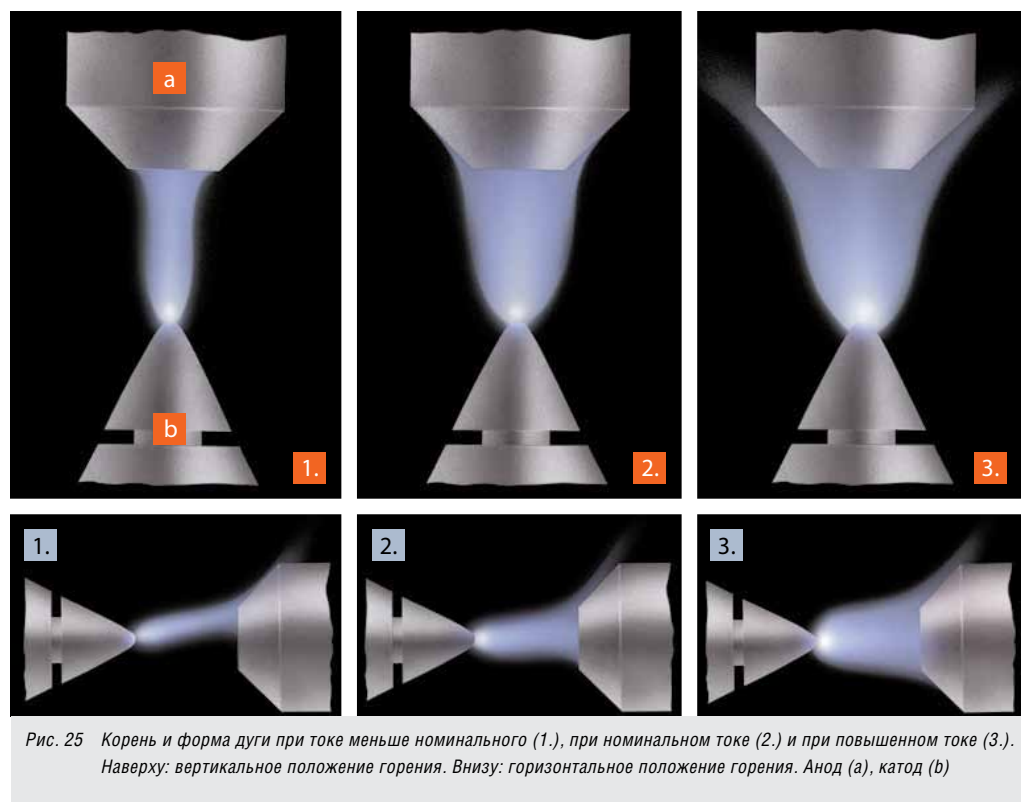 a
b
1.
2.
3.
1.
2.
3.
Рис. 25 Корень и форма дуги при токе меньше номинального (1.), при номинальном токе (2.) и при повышенном токе (3.).
Наверху: вертикальное положение горения. Внизу: горизонтальное положение горения. Анод (a), катод (b)